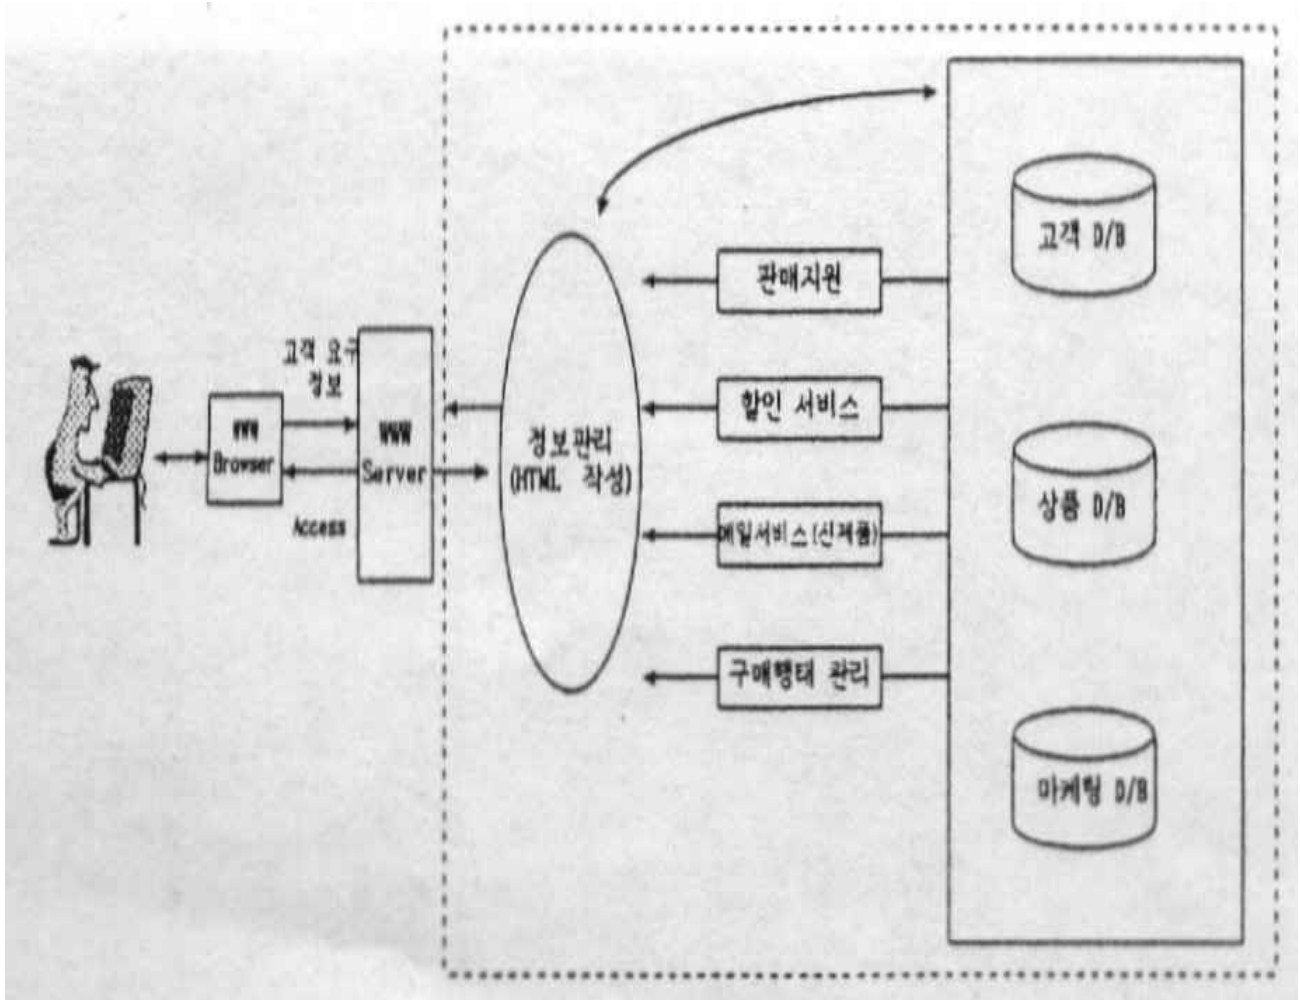 고객 D/B
판매지원
고객 요구
정보
할인 서비스
WWW
Browser
WWW
Server
정보관리
(HTML 작성)
상품 D/B
Access
메일서비스(신제품)
구매행태 관리
마케팅 D/B